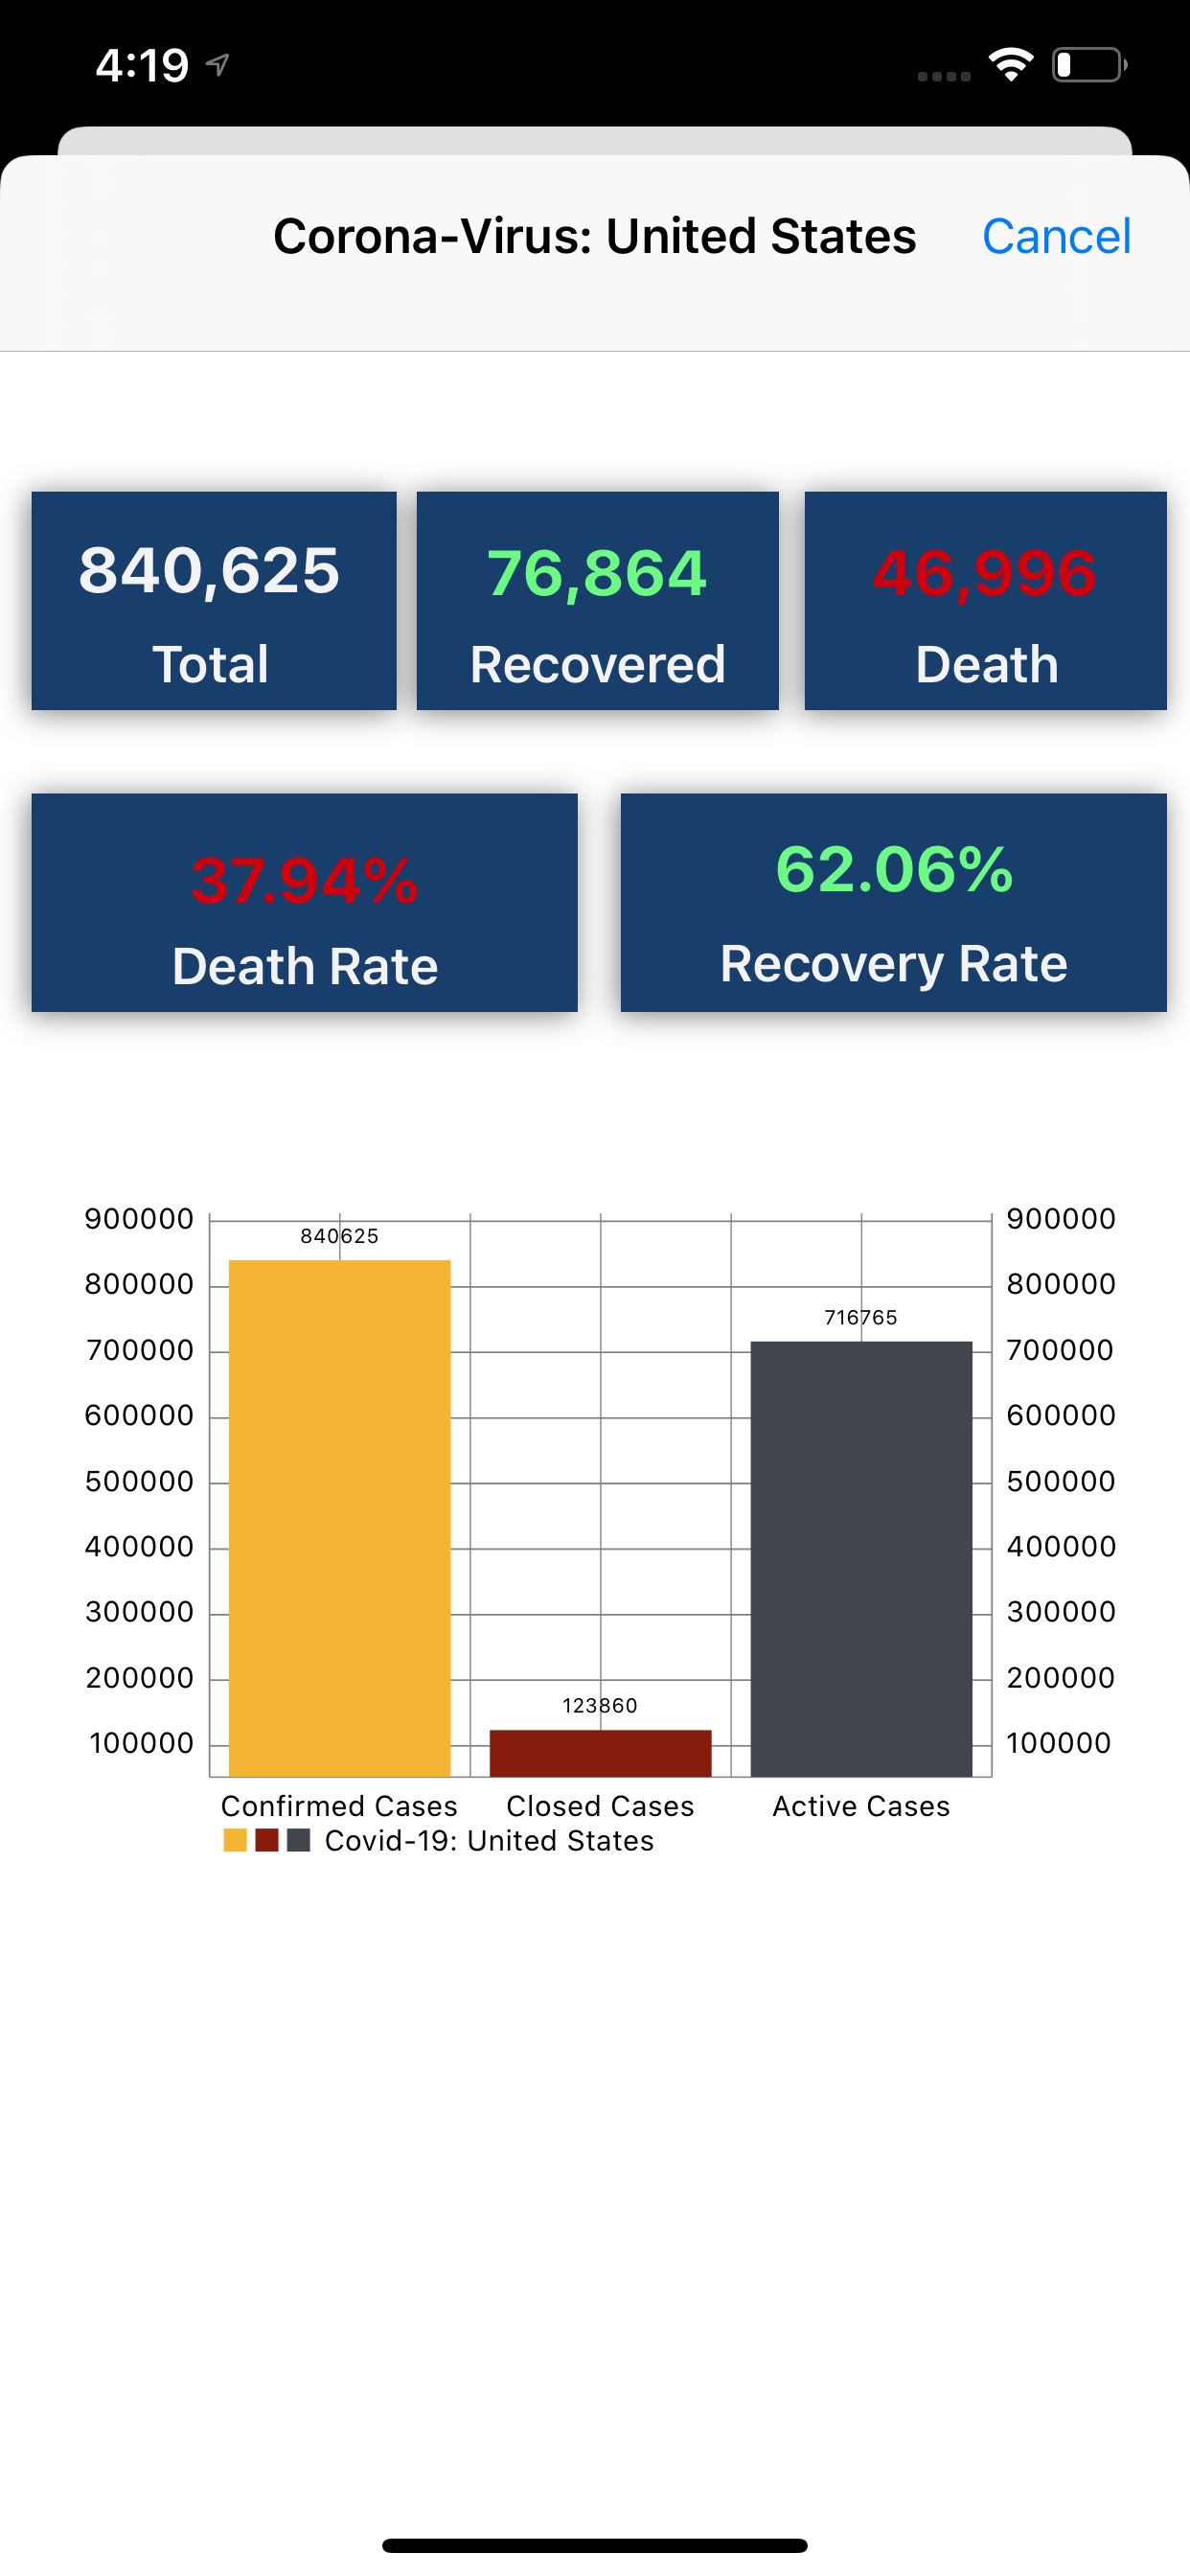 4:19
Corona-Virus: United States Cancel
840,625 76,864 46,996
Total Recovered Death
37.94% 62.06%
Death Rate Recovery Rate
900000 900000
840625
800000 800000
716765
700000 700000
600000 600000
500000 500000
400000 400000
300000 300000
200000 200000
123860
100000 100000
Confirmed Cases Closed Cases Active Cases
Covid-19: United States